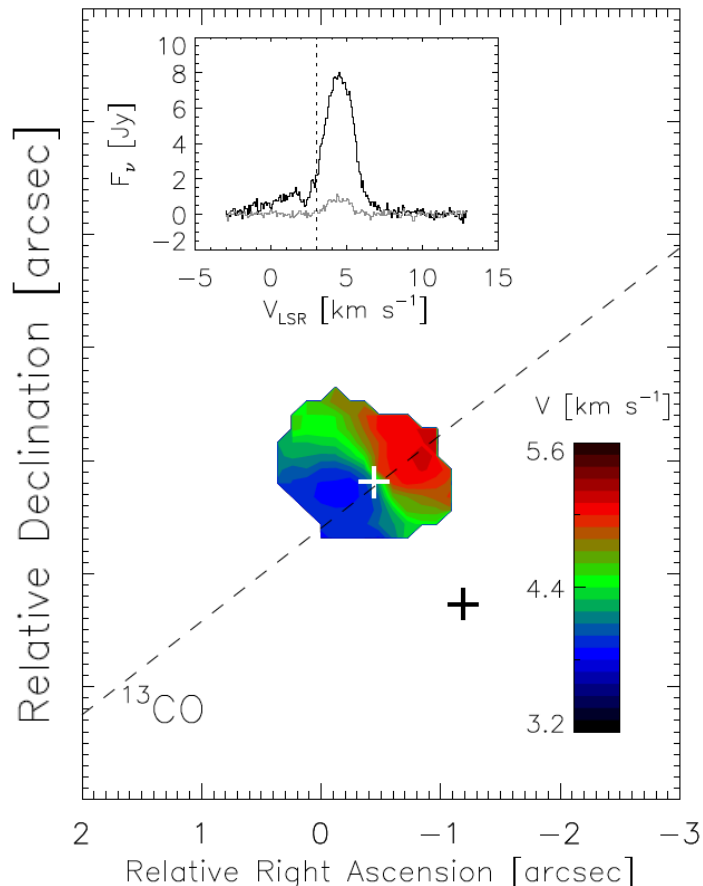 10
8
6
4
2
0
−2
F𝜈 [Jy]
−5 0 5 10 15
V_LSR [km s⁻¹]
Relative Declination [arcsec]
V [km s⁻¹]
5.6
4.4
3.2
¹³CO
2 1 0 −1 −2 −3
Relative Right Ascension [arcsec]